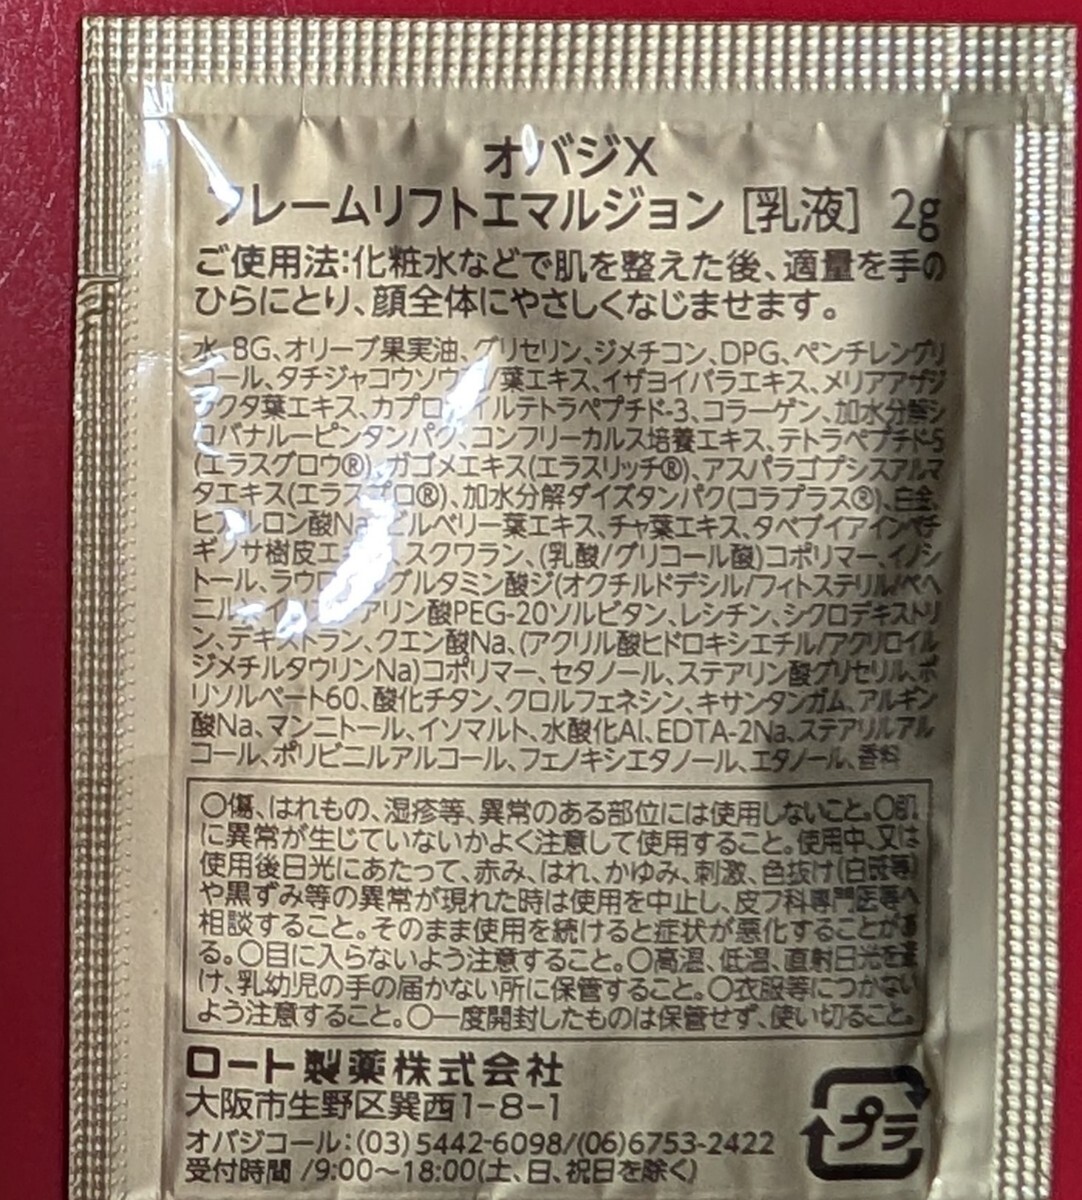 オバジX
フレームリフトエマルジョン［乳液］ 2g
ご使用法:化粧水などで肌を整えた後、適量を手の
ひらにとり、顔全体にやさしくなじませます。
水、BG、オリーブ果実油、グリセリン、ジメチコン、DPG、ペンチレングリ
コール、タチジャコウソウ/葉エキス、イザヨイバラエキス、メリアアザジ
ラクタ葉エキス、カプロ イルテトラペプチド-3、コラーゲン、加水分解シ
ロバナルーピンタンパク、コンフリーカルス培養エキス、テトラペプチド-5
(エラスグロウ®)、ガゴメエキス(エラスリッチ®)、アスパラゴプシスアルマ
タエキス(エラス プロ®)、加水分解ダイズタンパク(コラプラス®)、白金、
ヒアルロン酸Na、ビルベリー葉エキス、チャ葉エキス、タベブイアインペチ
ギノサ樹皮エキ スクワラン、(乳酸/グリコール酸)コポリマー、イノシ
トール、ラウロ グルタミン酸ジ(オクチルドデシル/フィトステリル/ベヘ
ニル アリン酸PEG-20ソルビタン、レシチン、シクロデキストリ
ン、デキストラン、クエン酸Na、(アクリル酸ヒドロキシエチル/アクリロイル
ジメチルタウリンNa)コポリマー、セタノール、ステアリン酸グリセリル、ポ
リソルベート60、酸化チタン、クロルフェネシン、キサンタンガム、アルギン
酸Na、マンニトール、イソマルト、水酸化Al、EDTA-2Na、ステアリルアル
コール、ポリビニルアルコール、フェノキシエタノール、エタノール、香料
○傷、はれもの、湿疹等、異常のある部位には使用しないこと。○肌
に異常が生じていないかよく注意して使用すること。使用中、又は
使用後日光にあたって、赤み、はれ、かゆみ、刺激、色抜け(白斑等)
や黒ずみ等の異常が現れた時は使用を中止し、皮フ科専門医等へ
相談すること。そのまま使用を続けると症状が悪化することがあ
る。○目に入らないよう注意すること。○高温、低温、直射日光を避
け、乳幼児の手の届かない所に保管すること。○衣服等につかない
よう注意すること。○一度開封したものは保管せず、使い切ること。
ロート製薬株式会社
大阪市生野区巽西1-8-1
オバジコール:(03)5442-6098/(06)6753-2422
受付時間/9:00〜18:00(土、日、祝日を除く)
プラ